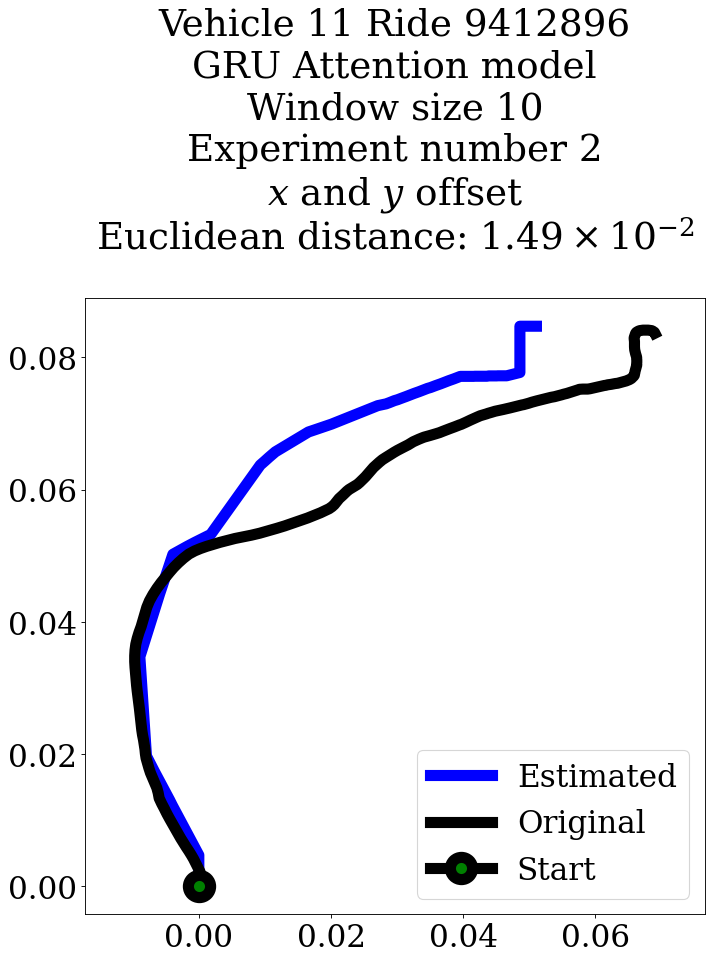 Vehicle 11 Ride 9412896
GRU Attention model
Window size 10
Experiment number 2
x and y offset
Euclidean distance: 1.49 × 10⁻²
0.08
0.06
0.04
0.02
0.00
Estimated
Original
Start
0.00 0.02 0.04 0.06